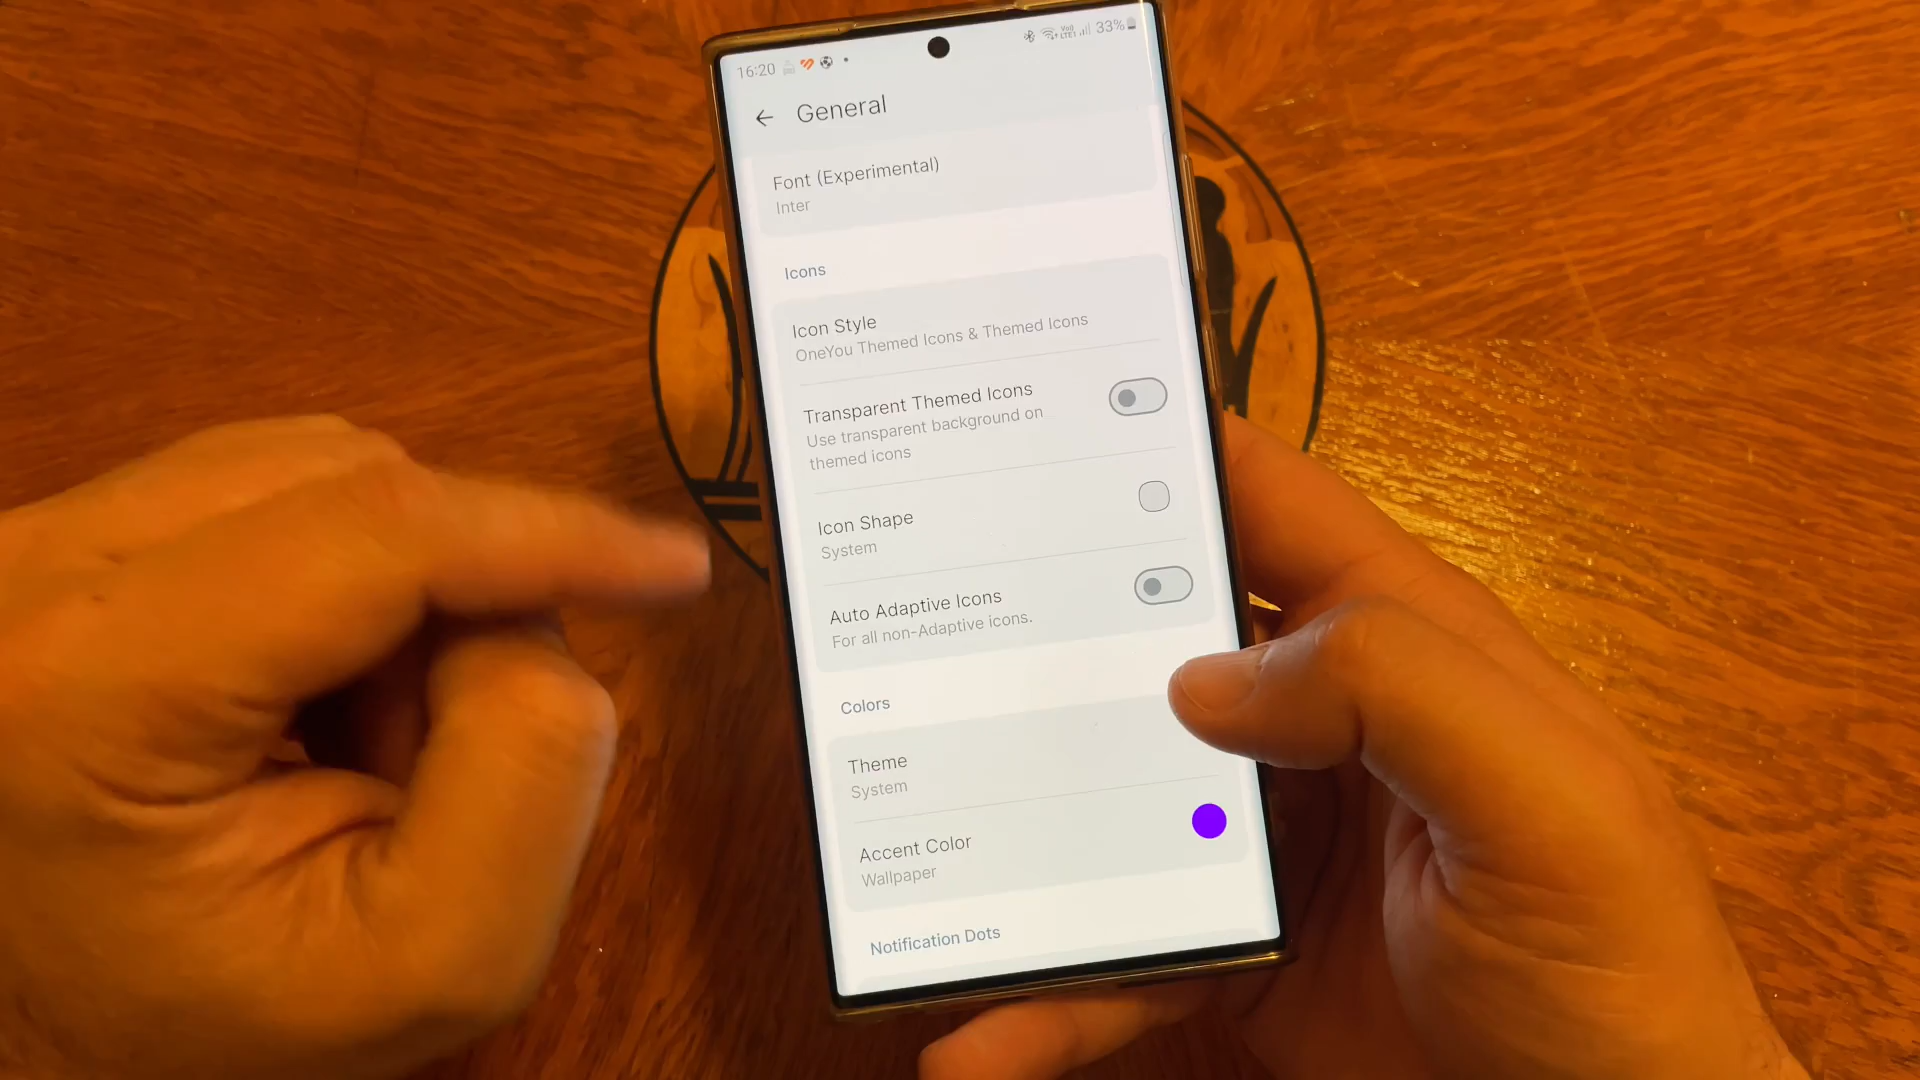 16:20
33%
General
Font (Experimental)
Inter
Icons
Icon Style
OneYou Themed Icons & Themed Icons
Transparent Themed Icons
Use transparent background on
themed icons
Icon Shape
System
Auto Adaptive Icons
For all non-Adaptive icons.
Colors
Theme
System
Accent Color
Wallpaper
Notification Dots